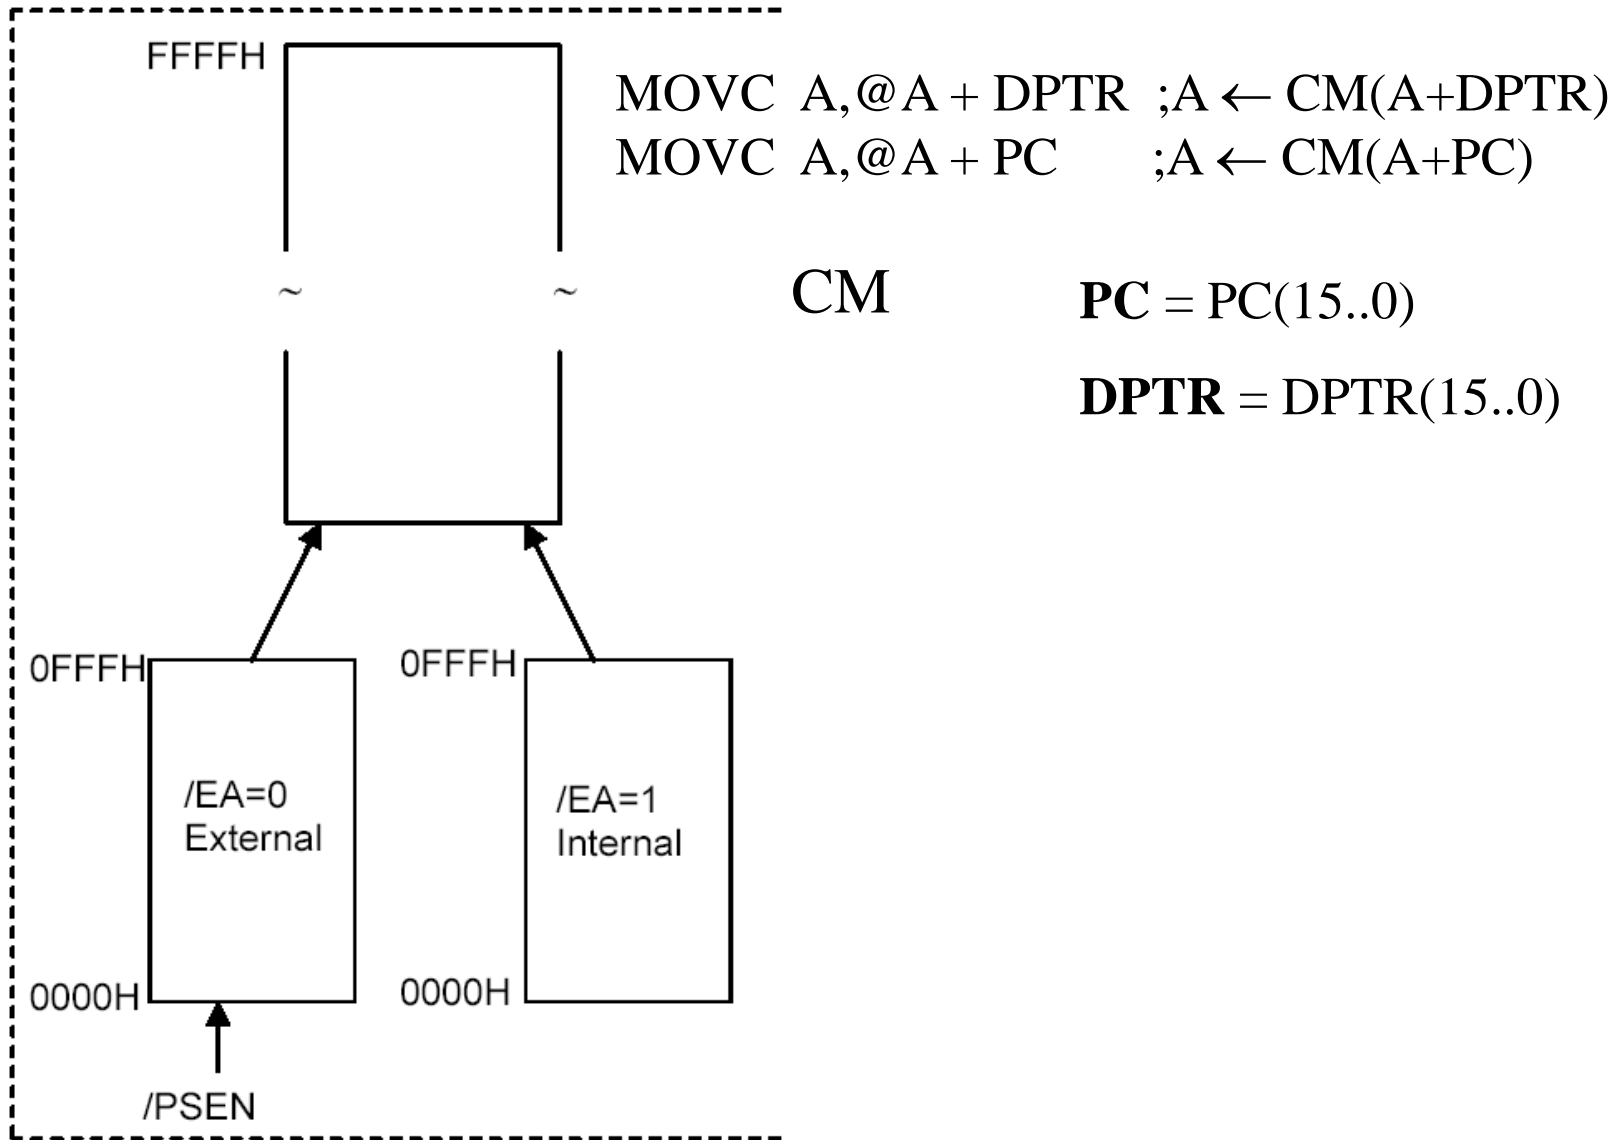 FFFFH
MOVC A,@A + DPTR ;A ← CM(A+DPTR)
MOVC A,@A + PC ;A ← CM(A+PC)
~ ~
CM
PC = PC(15..0)
DPTR = DPTR(15..0)
0FFFH
0FFFH
/EA=0
External
/EA=1
Internal
0000H
0000H
/PSEN